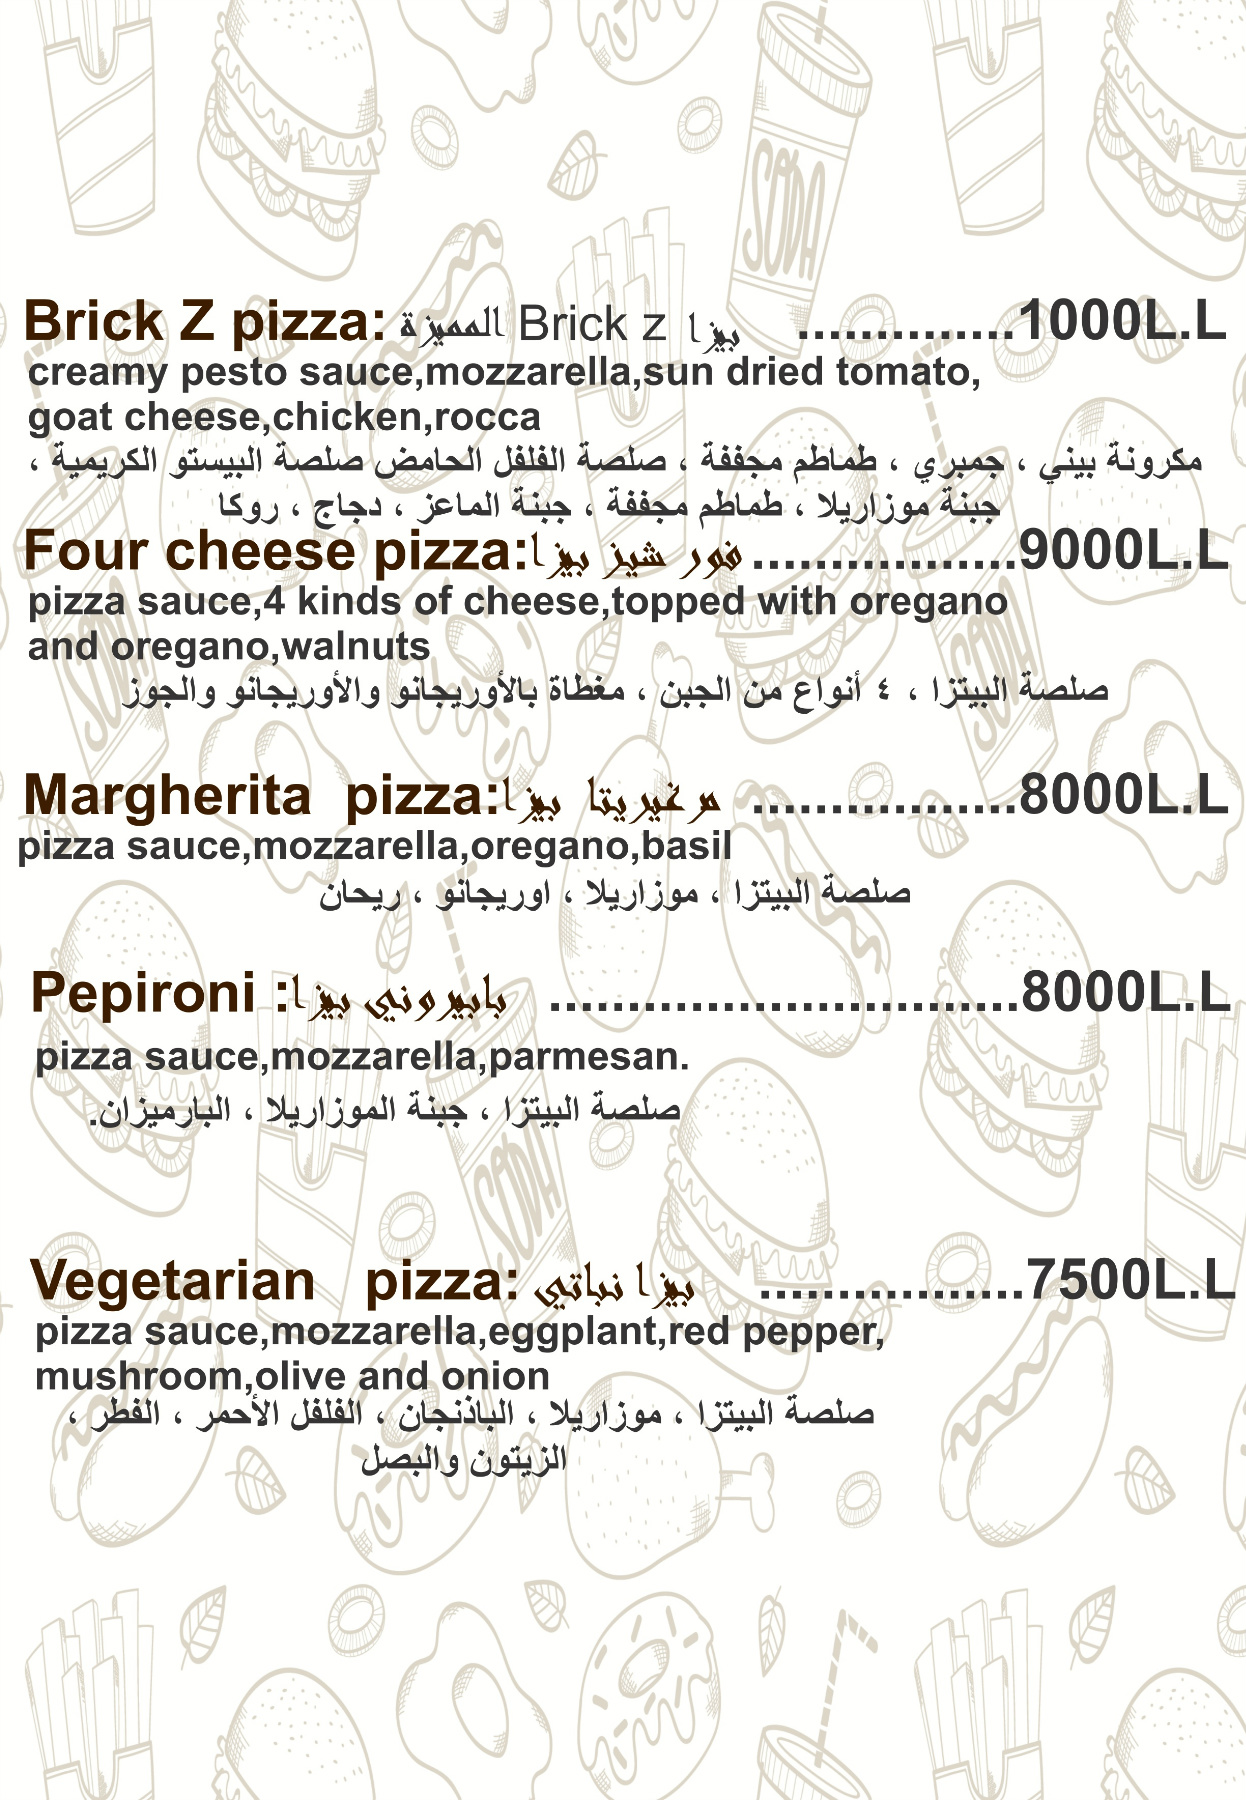 Brick Z pizza: بيزا Brick z المميزة ..............1000L.L
creamy pesto sauce,mozzarella,sun dried tomato,
goat cheese,chicken,rocca
مكرونة بيني ، جمبري ، طماطم مجففة ، صلصة الفلفل الحامض صلصة البيستو الكريمية ،
جبنة موزاريلا ، طماطم مجففة ، جبنة الماعز ، دجاج ، روكا
Four cheese pizza:فور شيز بيزا .................9000L.L
pizza sauce,4 kinds of cheese,topped with oregano
and oregano,walnuts
صلصة البيتزا ، ٤ أنواع من الجبن ، مغطاة بالأوريجانو والأوريجانو والجوز
Margherita pizza:مرغيريتا بيزا .................8000L.L
pizza sauce,mozzarella,oregano,basil
صلصة البيتزا ، موزاريلا ، اوريجانو ، ريحان
Pepironi :بابيروني بيزا ..............................8000L.L
pizza sauce,mozzarella,parmesan.
صلصة البيتزا ، جبنة الموزاريلا ، البارميزان.
Vegetarian pizza: بيزا نباتي .................7500L.L
pizza sauce,mozzarella,eggplant,red pepper,
mushroom,olive and onion
صلصة البيتزا ، موزاريلا ، الباذنجان ، الفلفل الأحمر ، الفطر ،
الزيتون والبصل
SODA
SODA
SODA
SODA